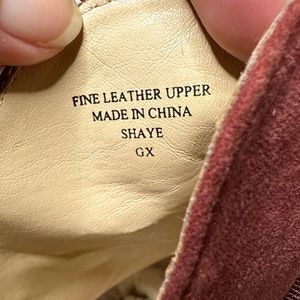 FINE LEATHER UPPER
MADE IN CHINA
SHAYE
GX